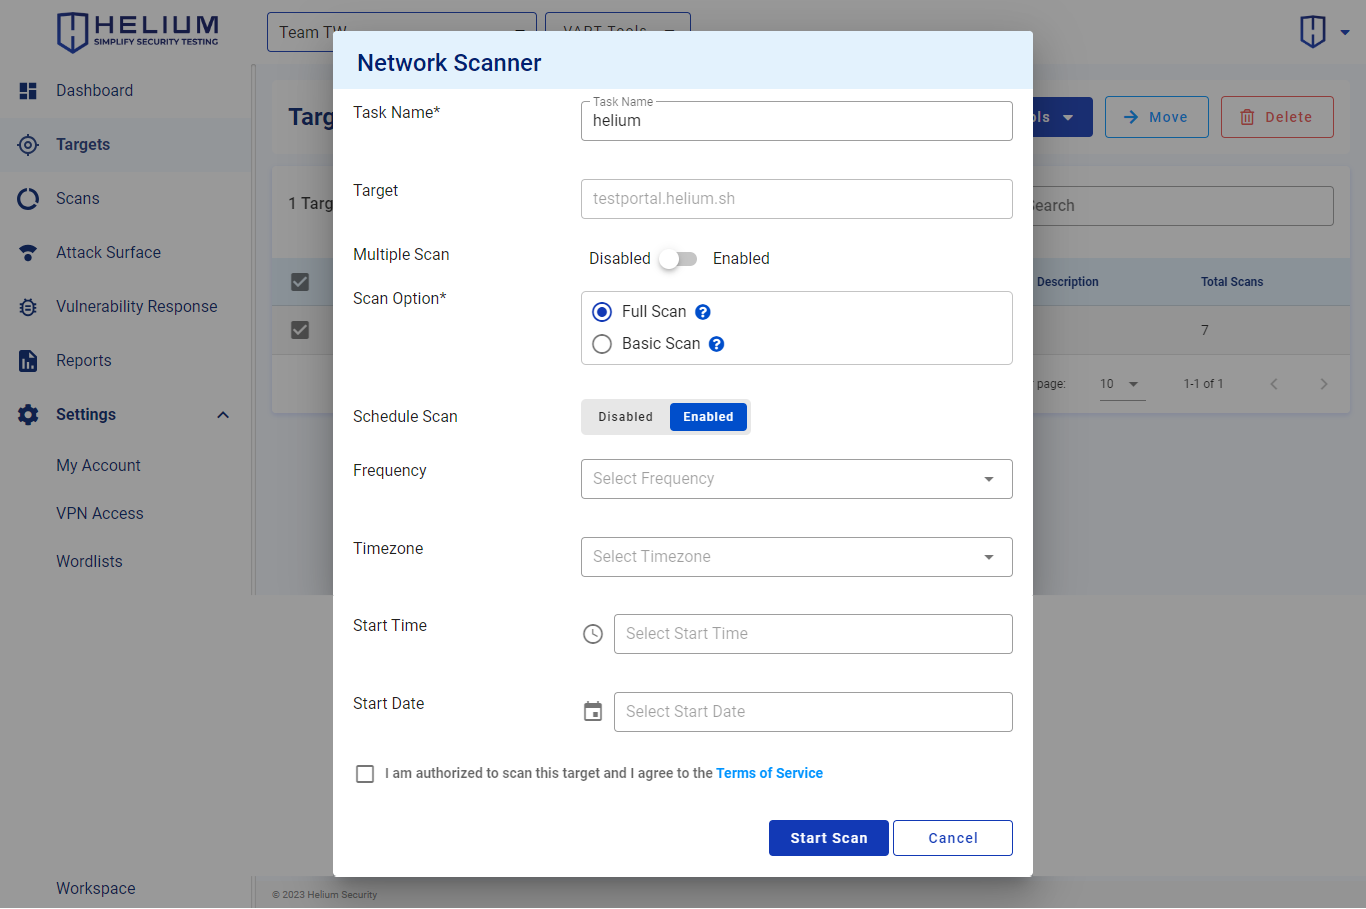 HELIUM
SIMPLIFY SECURITY TESTING
Team TW
VAPT Tools
Dashboard
Targets
Scans
Attack Surface
Vulnerability Response
Reports
Settings
My Account
VPN Access
Wordlists
Workspace
Move
Delete
1 Targ
Search
Description
Total Scans
7
page:
10
1-1 of 1
© 2023 Helium Security
Network Scanner
Task Name*
Task Name
helium
Target
testportal.helium.sh
Multiple Scan
Disabled
Enabled
Scan Option*
Full Scan ?
Basic Scan ?
Schedule Scan
Disabled
Enabled
Frequency
Select Frequency
Timezone
Select Timezone
Start Time
Select Start Time
Start Date
Select Start Date
I am authorized to scan this target and I agree to the Terms of Service
Start Scan
Cancel